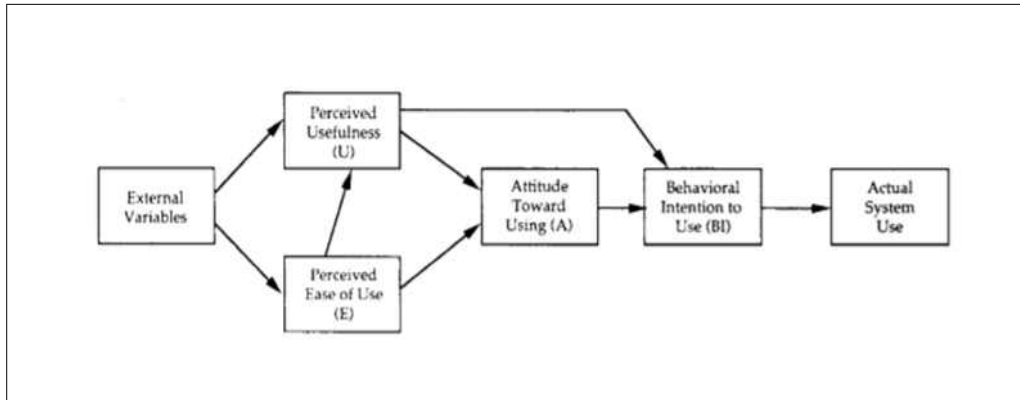 External
Variables
Perceived
Usefulness
(U)
Perceived
Ease of Use
(E)
Attitude
Toward
Using (A)
Behavioral
Intention to
Use (BI)
Actual
System
Use